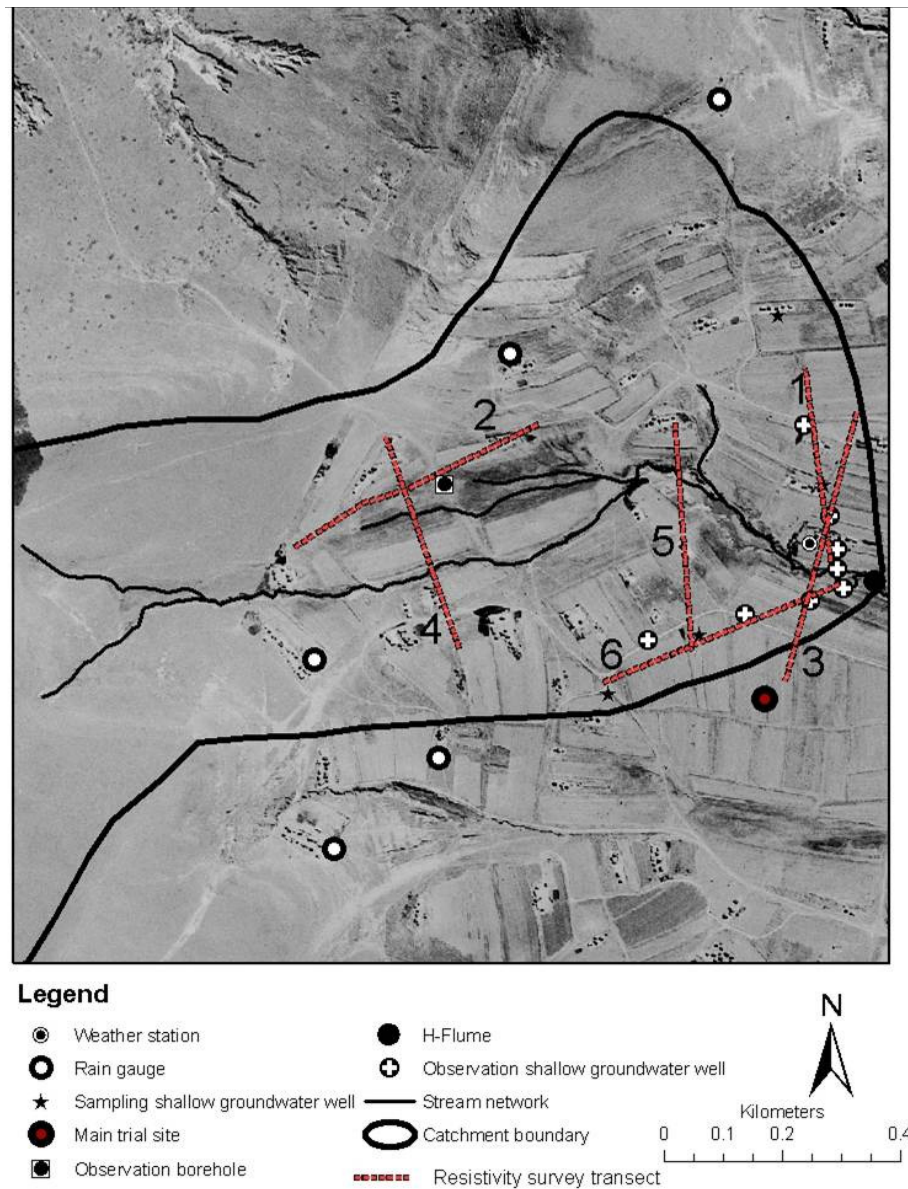 1
2
5
4
6
3
Legend
N
Weather station
H-Flume
Rain gauge
Observation shallow groundwater well
Sampling shallow groundwater well
Stream network
Kilometers
Main trial site
Catchment boundary
0 0.1 0.2 0.4
Observation borehole
Resistivity survey transect